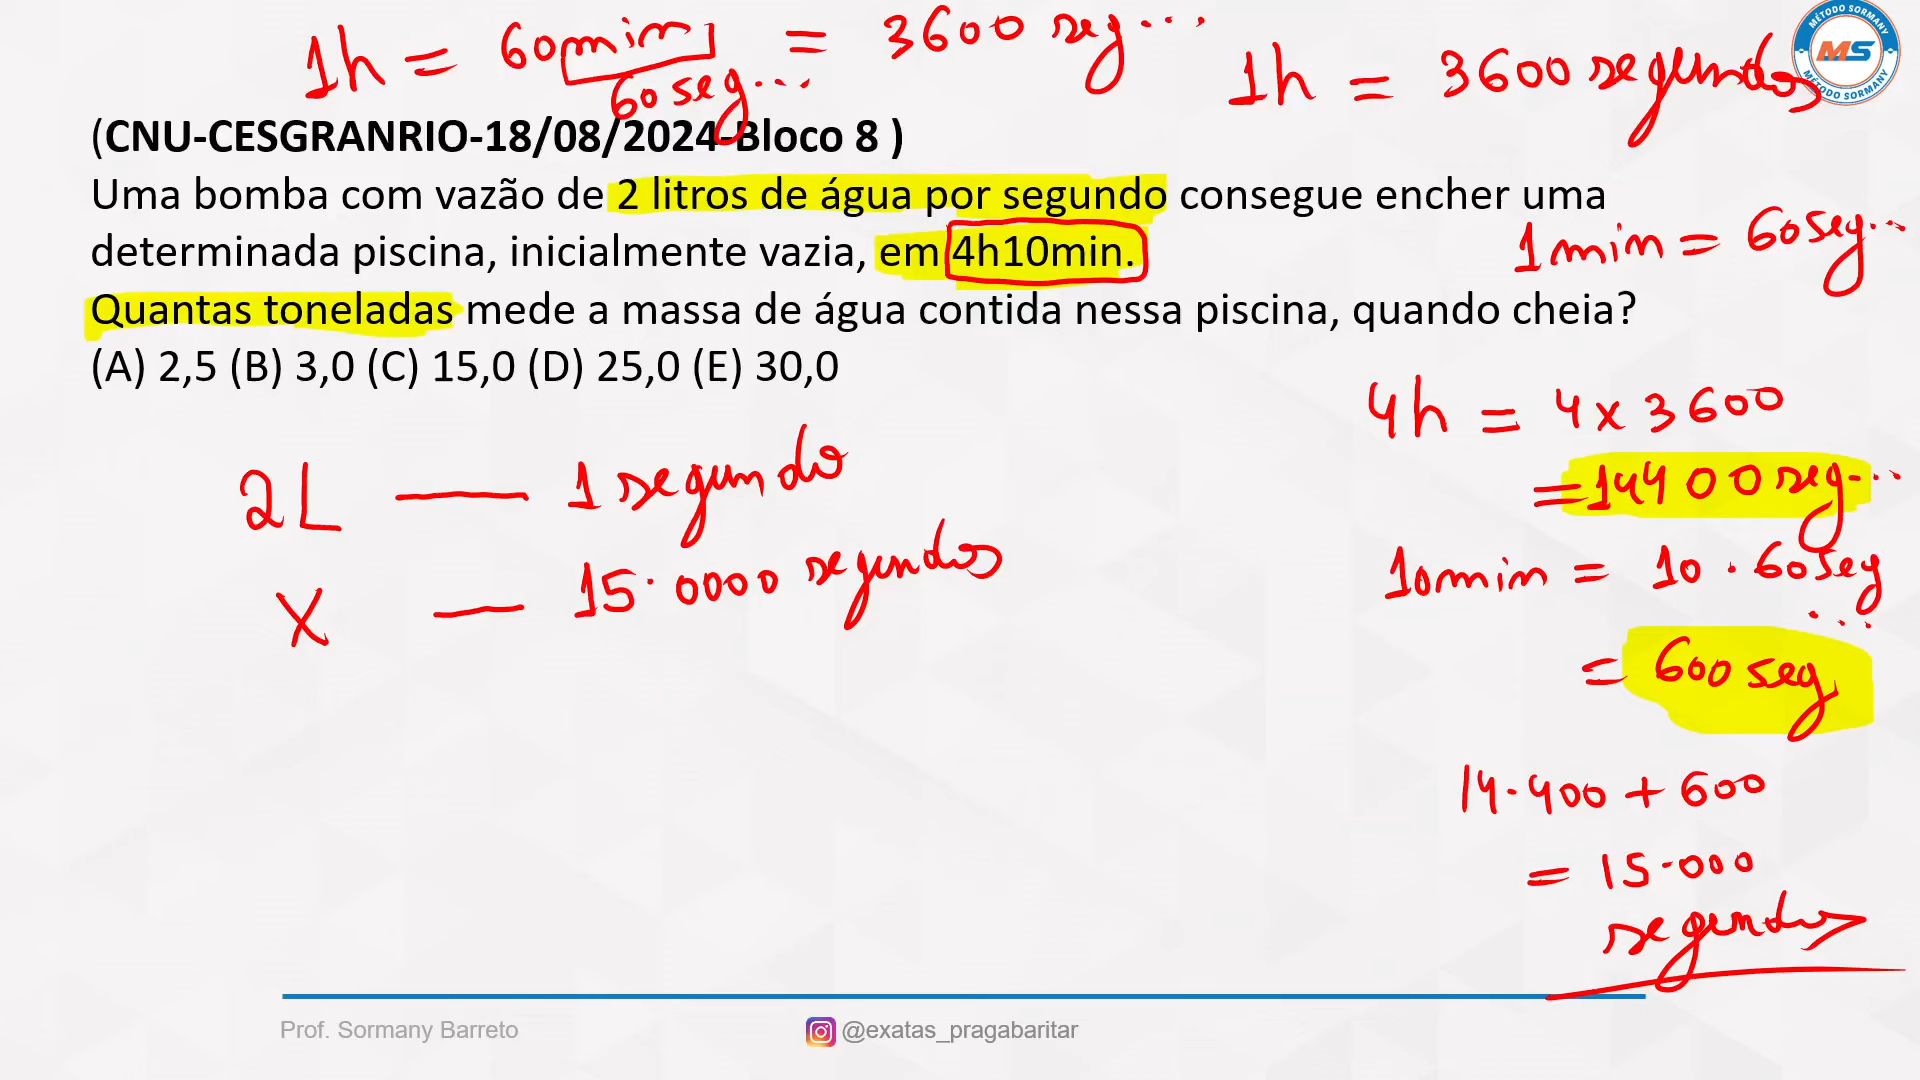 1h = 60min = 3600 seg...
60 seg...
1h = 3600 segundos
MÉTODO SORMANY
MS
MÉTODO SORMANY
(CNU-CESGRANRIO-18/08/2024-Bloco 8 )
Uma bomba com vazão de 2 litros de água por segundo consegue encher uma
determinada piscina, inicialmente vazia, em 4h10min.
Quantas toneladas mede a massa de água contida nessa piscina, quando cheia?
(A) 2,5 (B) 3,0 (C) 15,0 (D) 25,0 (E) 30,0
1min = 60seg...
4h = 4 x 3600
= 14400 seg...
10min = 10 . 60seg...
= 600 seg
14.400 + 600
= 15.000
segundos
2L — 1 segundo
X — 15.0000 segundos
Prof. Sormany Barreto
@exatas_pragabaritar